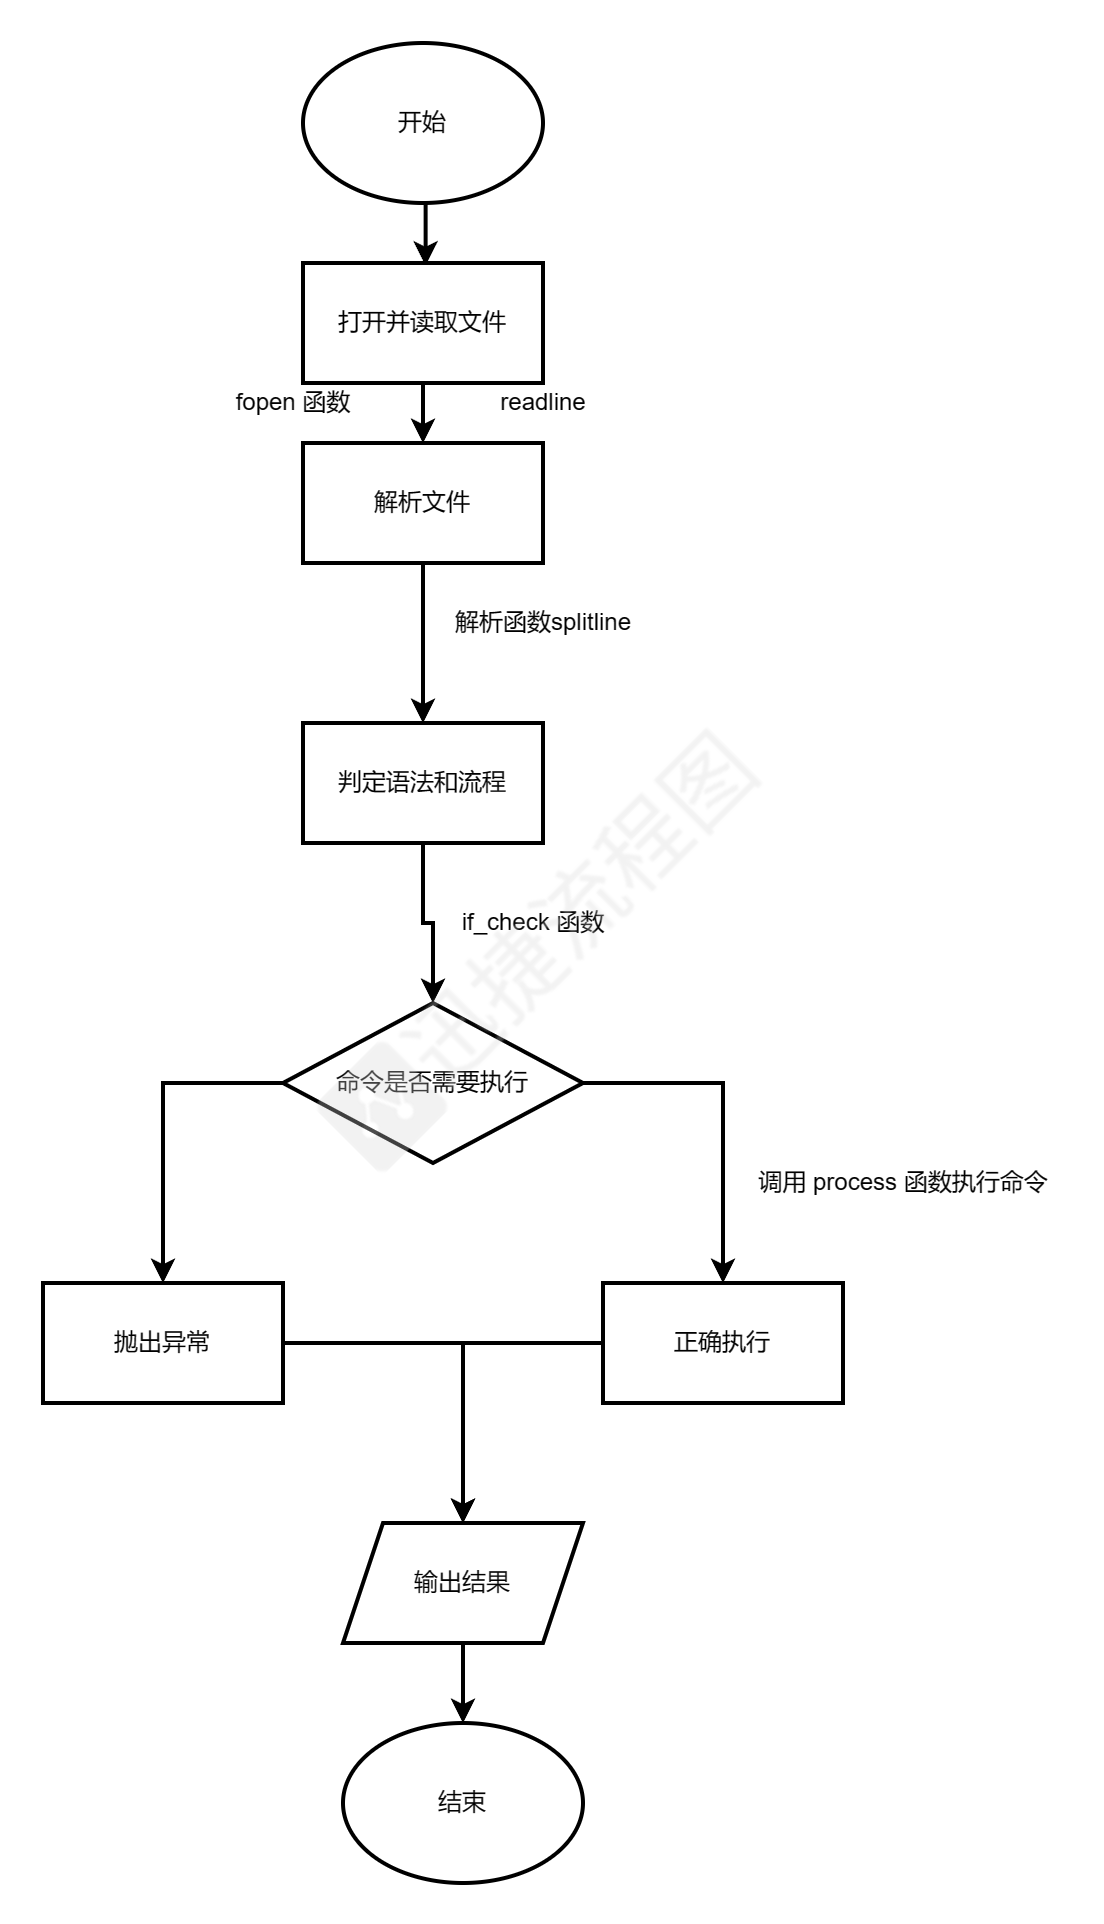 开始
打开并读取文件
fopen 函数
readline
解析文件
解析函数splitline
判定语法和流程
if_check 函数
命令是否需要执行
调用 process 函数执行命令
抛出异常
正确执行
输出结果
结束
迅捷流程图